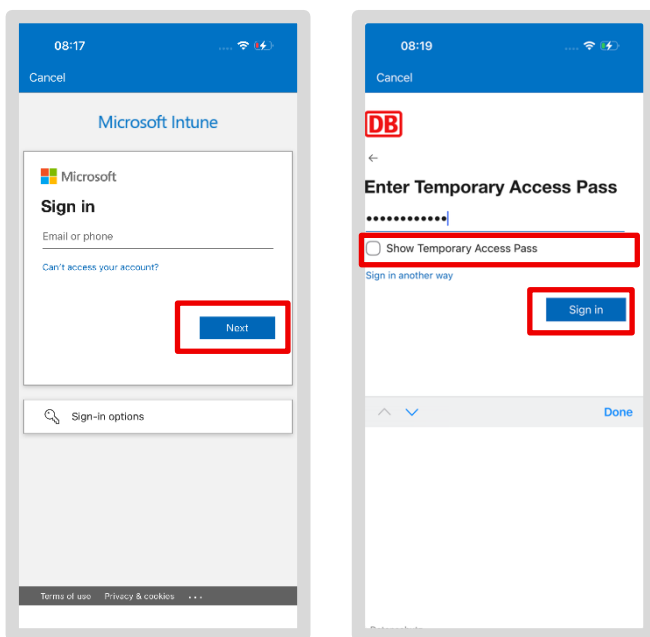 08:17
Cancel
Microsoft Intune
Microsoft
Sign in
Email or phone
Can't access your account?
Next
Sign-in options
Terms of use Privacy & cookies ...
08:19
Cancel
DB
Enter Temporary Access Pass
Show Temporary Access Pass
Sign in another way
Sign in
Done